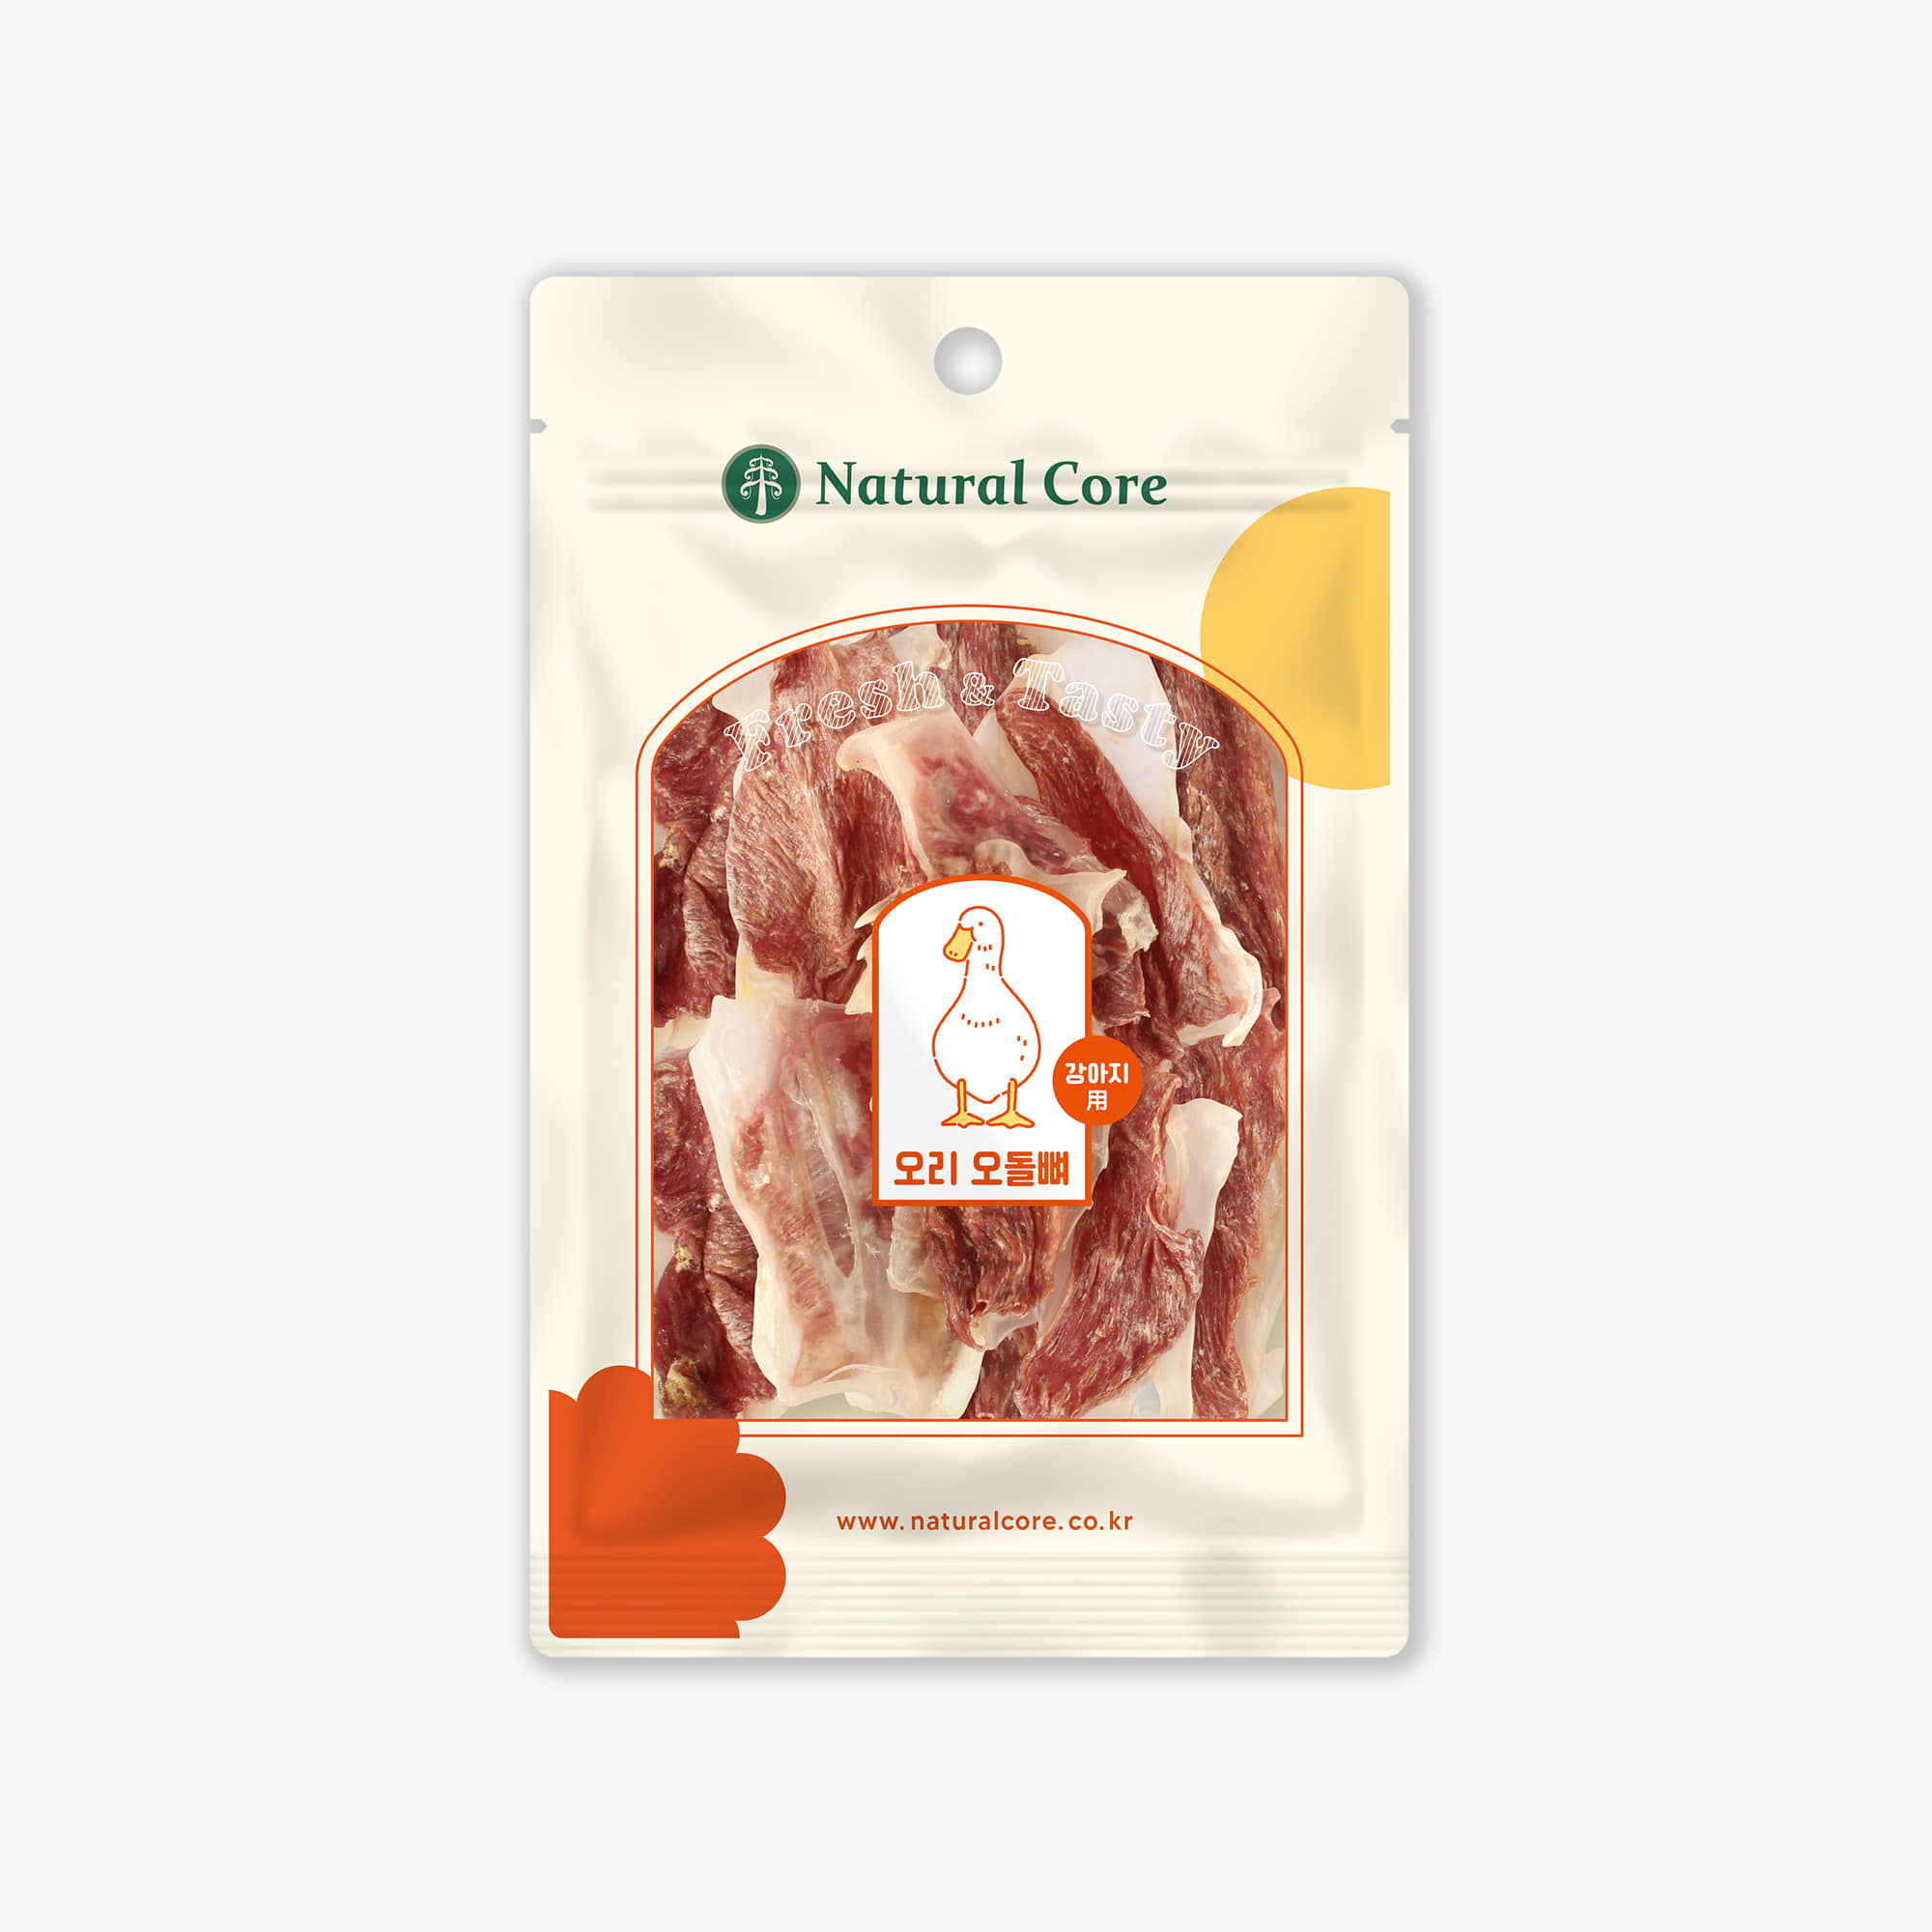 Natural Core
Fresh & Tasty
강아지
用
오리 오돌뼈
www.naturalcore.co.kr